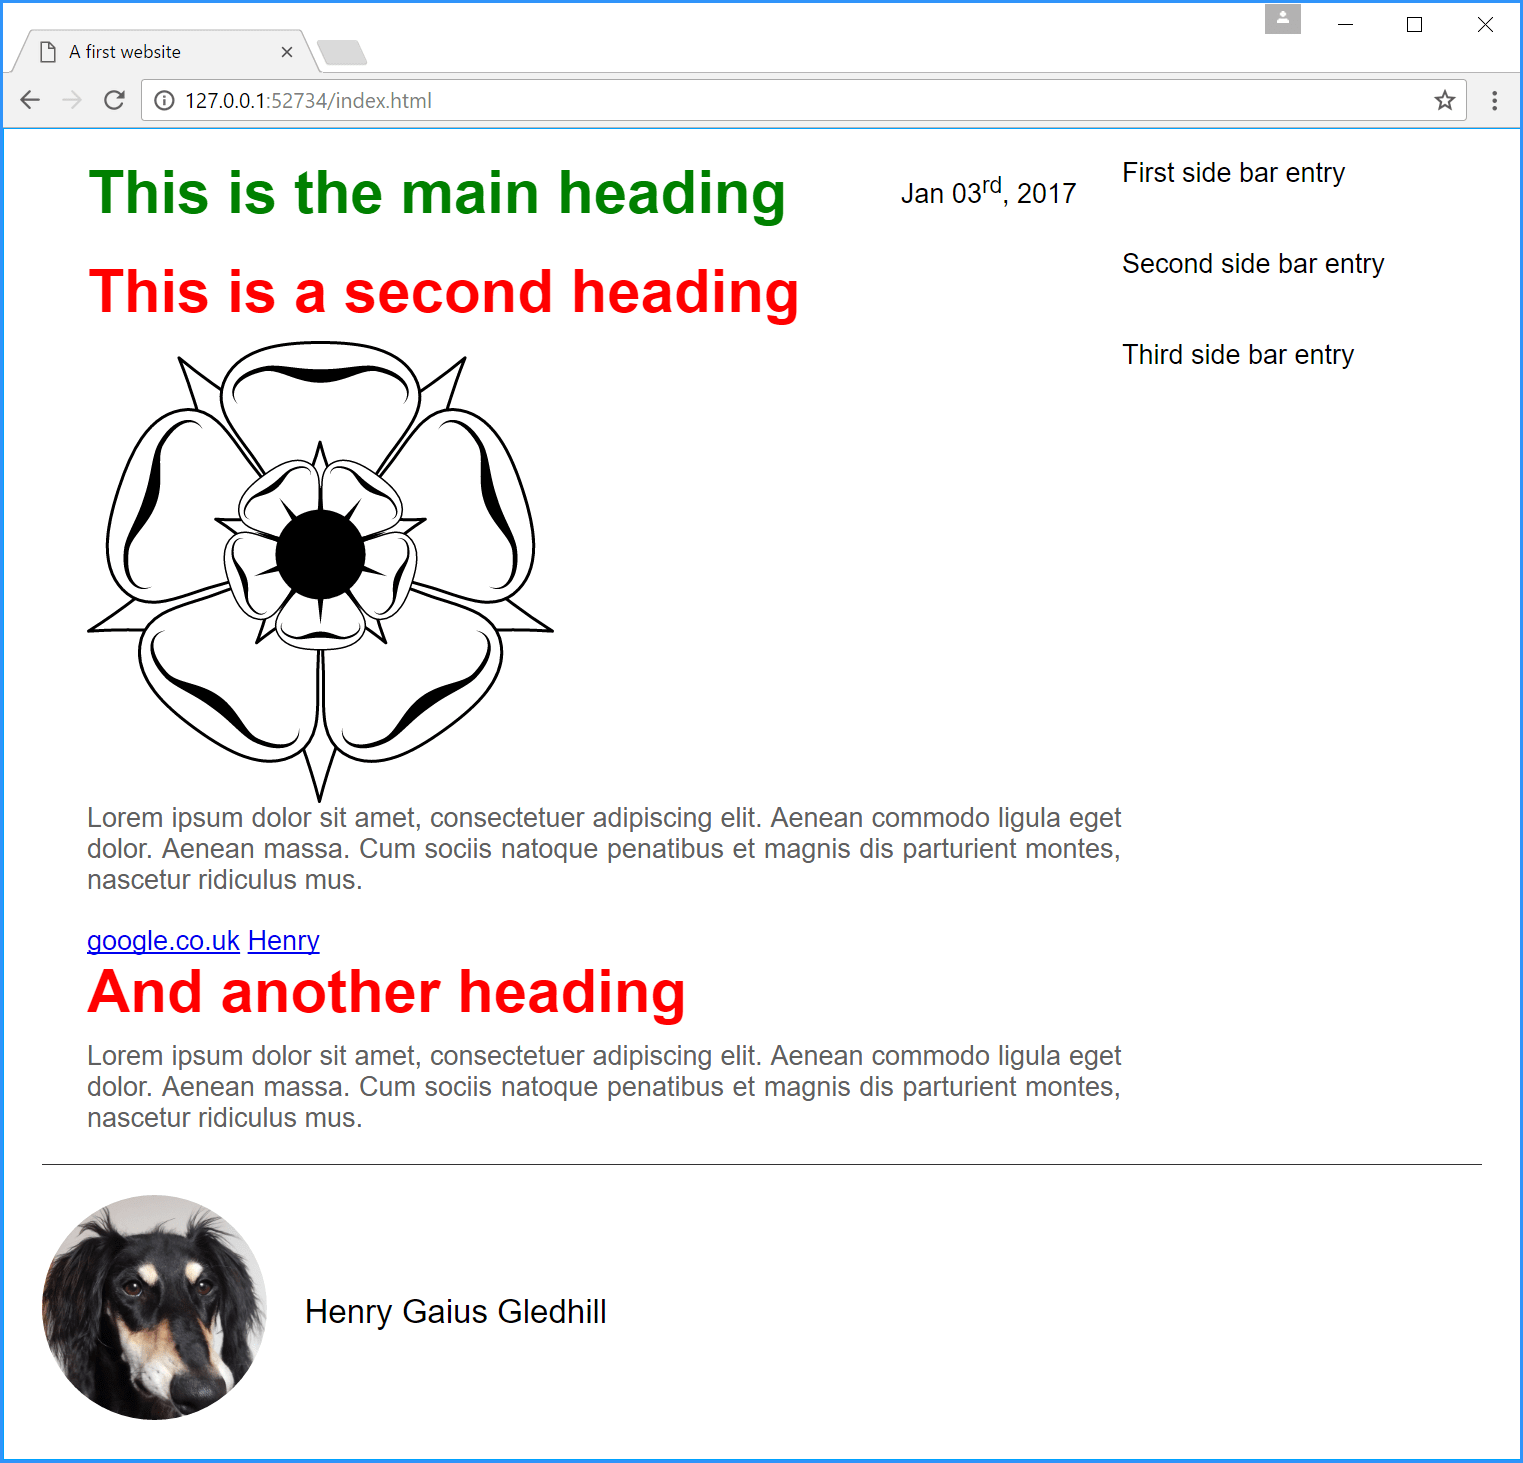 A first website
127.0.0.1:52734/index.html
This is the main heading
Jan 03rd, 2017
First side bar entry
Second side bar entry
Third side bar entry
This is a second heading
Lorem ipsum dolor sit amet, consectetuer adipiscing elit. Aenean commodo ligula eget
dolor. Aenean massa. Cum sociis natoque penatibus et magnis dis parturient montes,
nascetur ridiculus mus.
google.co.uk Henry
And another heading
Lorem ipsum dolor sit amet, consectetuer adipiscing elit. Aenean commodo ligula eget
dolor. Aenean massa. Cum sociis natoque penatibus et magnis dis parturient montes,
nascetur ridiculus mus.
Henry Gaius Gledhill